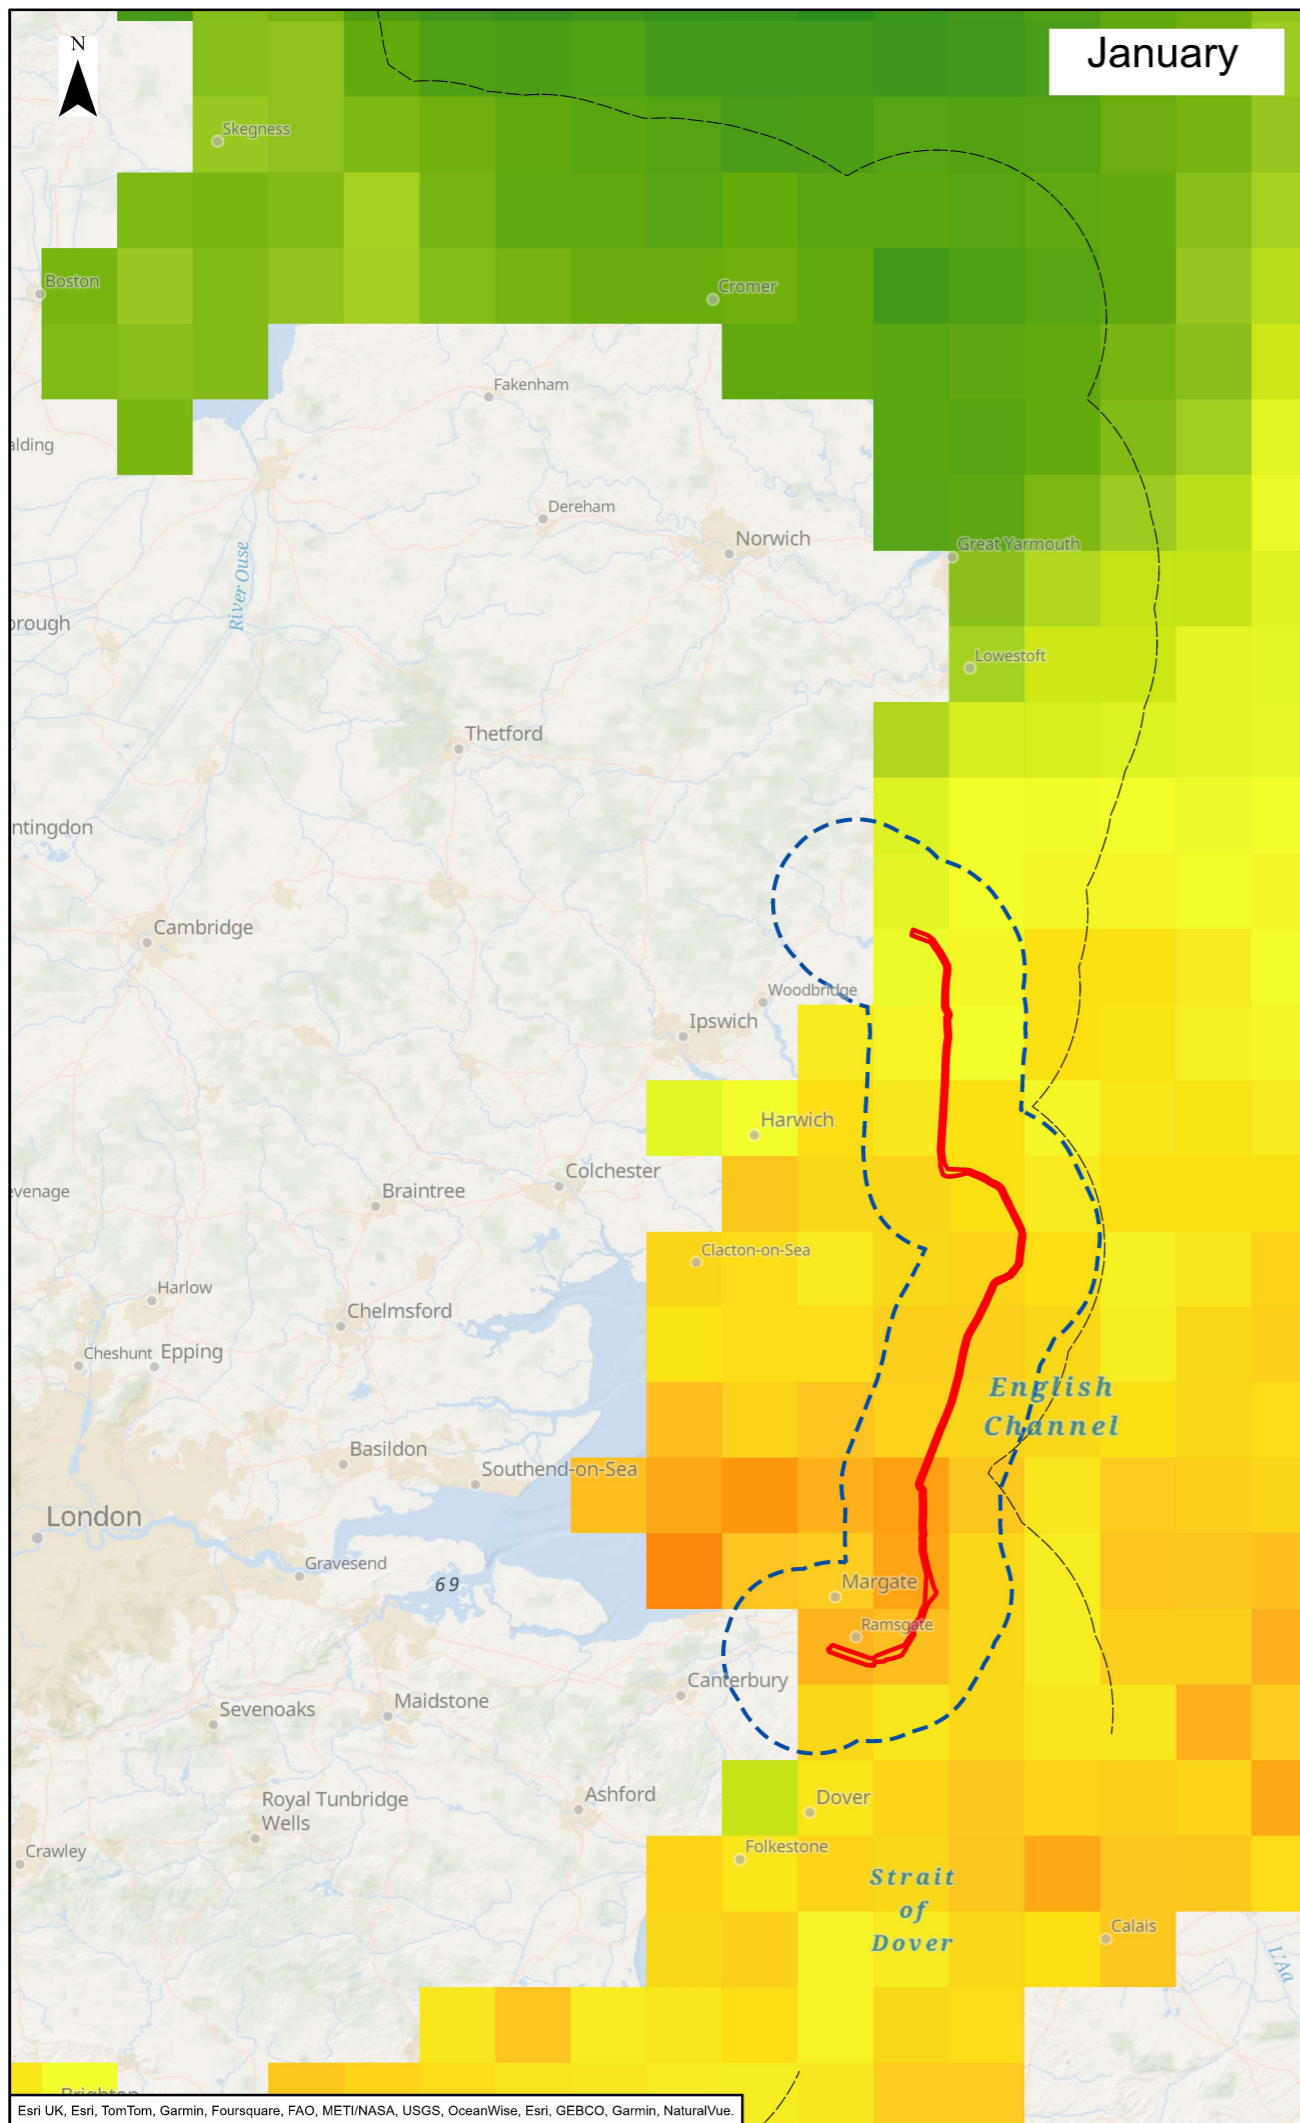 N
January
Skegness
Boston
Cromer
Fakenham
alding
Dereham
Norwich
River Ouse
Great Yarmouth
orough
Lowestoft
Thetford
ntingdon
Cambridge
Woodbridge
Ipswich
Harwich
Colchester
evenage
Braintree
Clacton-on-Sea
Harlow
Chelmsford
Cheshunt
Epping
English
Channel
Basildon
Southend-on-Sea
London
Gravesend
69
Margate
Ramsgate
Canterbury
Maidstone
Sevenoaks
Ashford
Dover
Royal Tunbridge
Wells
Crawley
Folkestone
Strait
of
Dover
Calais
L'Aa
Brighton
Esri UK, Esri, TomTom, Garmin, Foursquare, FAO, METI/NASA, USGS, OceanWise, Esri, GEBCO, Garmin, NaturalVue.